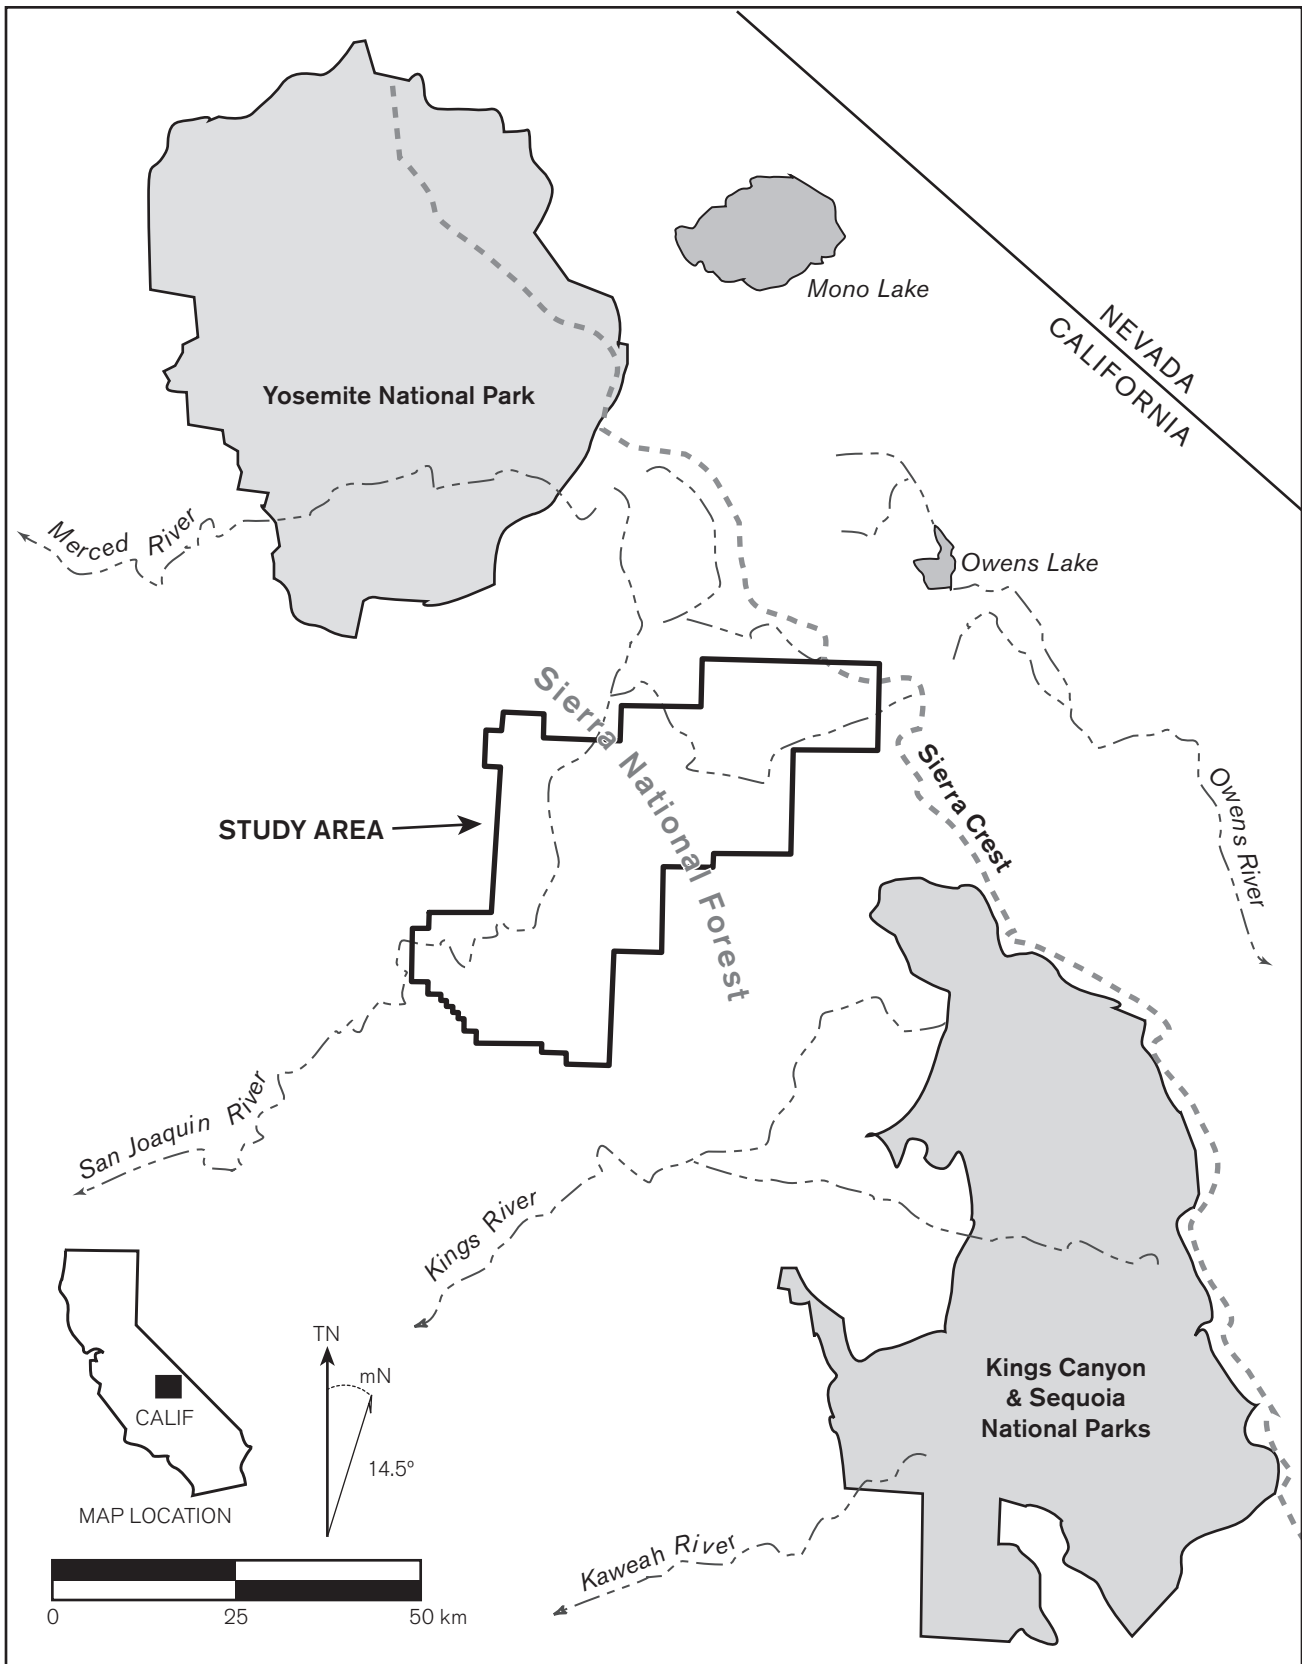 Mono Lake
NEVADA
CALIFORNIA
Yosemite National Park
Merced River
Owens Lake
Sierra National Forest
Sierra Crest
Owens River
STUDY AREA
San Joaquin River
Kings River
TN
mN
14.5º
CALIF
MAP LOCATION
Kings Canyon
& Sequoia
National Parks
Kaweah River
0 25 50 km